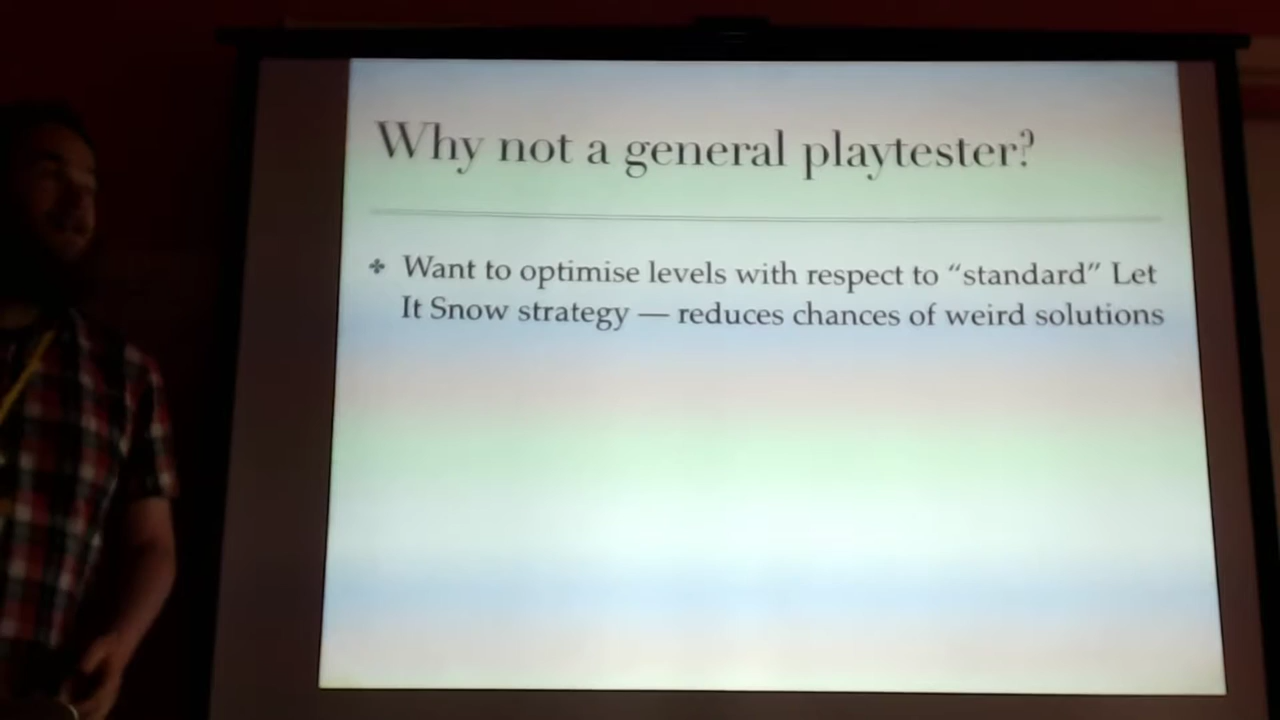 Why not a general playtester?
Want to optimise levels with respect to “standard” Let
It Snow strategy — reduces chances of weird solutions